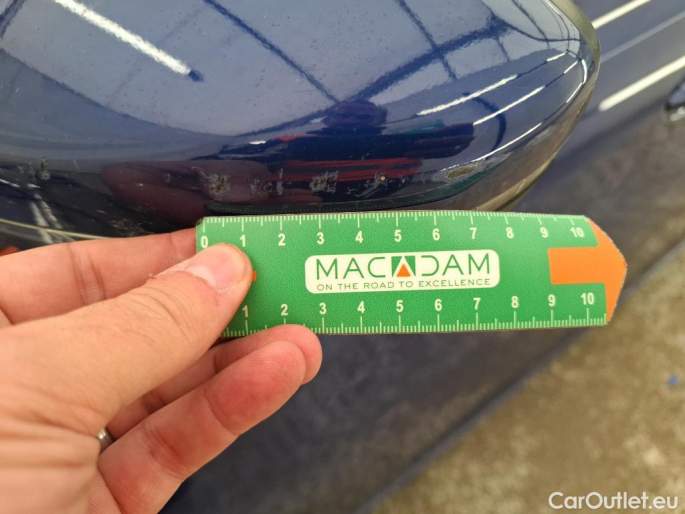 0 1 2 3 4 5 6 7 8 9 10
MACADAM
ON THE ROAD TO EXCELLENCE
1 2 3 4 5 6 7 8 9 10
CarOutlet.eu